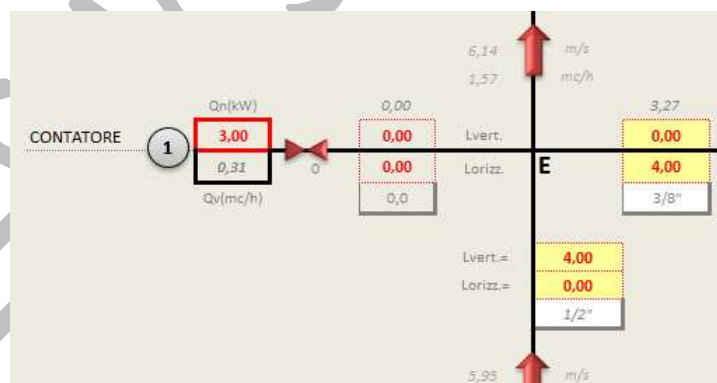 6,14 m/s
1,57 mc/h
Qn(kW) 0,00 3,27
CONTATORE 1 3,00 0,00 Lvert. 0,00
0,31 0 0,00 Lorizz. E 4,00
Qv(mc/h) 0,0 3/8"
Lvert.= 4,00
Lorizz.= 0,00
1/2"
5,95 m/s